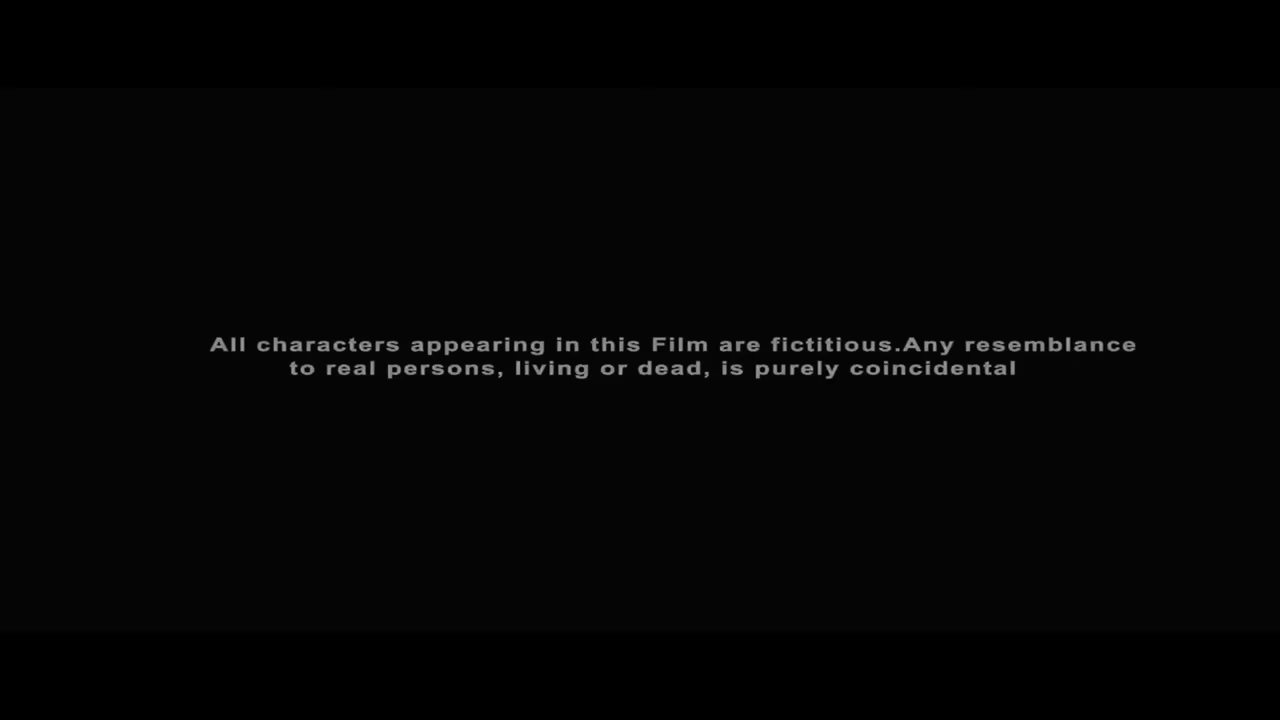 All characters appearing in this Film are fictitious.Any resemblance
to real persons, living or dead, is purely coincidental